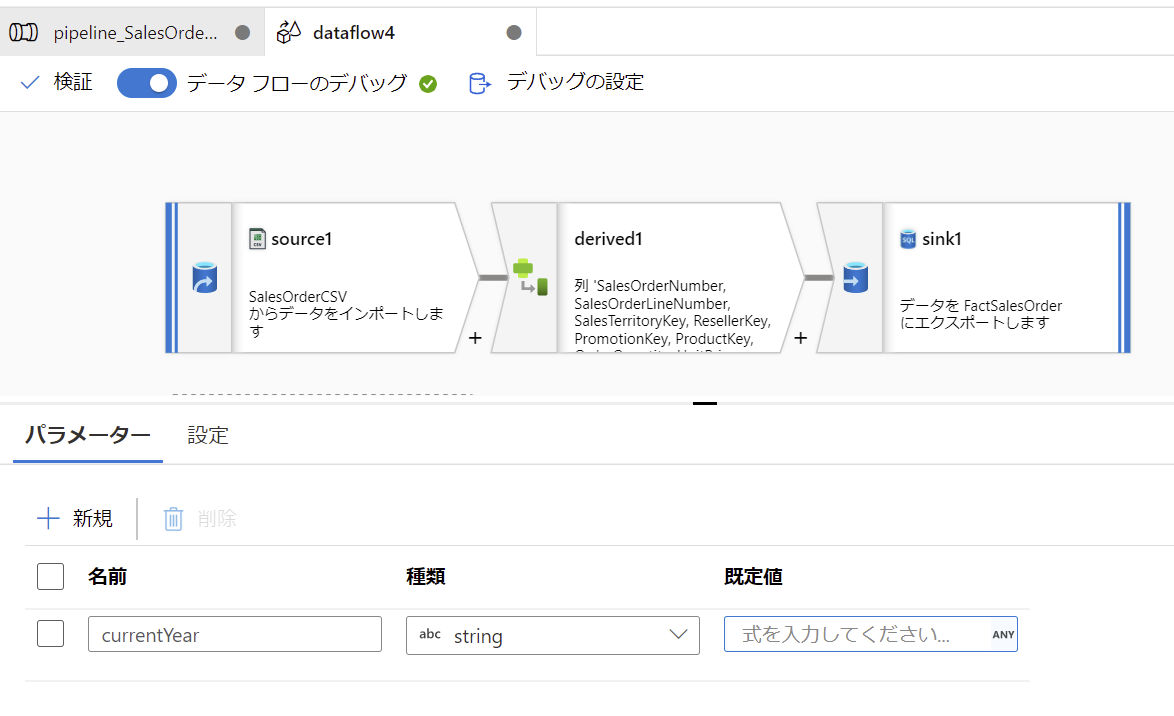 pipeline_SalesOrde...
dataflow4
検証
データ フローのデバッグ
デバッグの設定
source1
SalesOrderCSV
からデータをインポートしま
す
derived1
列 'SalesOrderNumber,
SalesOrderLineNumber,
SalesTerritoryKey, ResellerKey,
PromotionKey, ProductKey,
SQL
sink1
データを FactSalesOrder
にエクスポートします
パラメーター
設定
新規
削除
名前
種類
既定値
currentYear
abc string
式を入力してください...
ANY